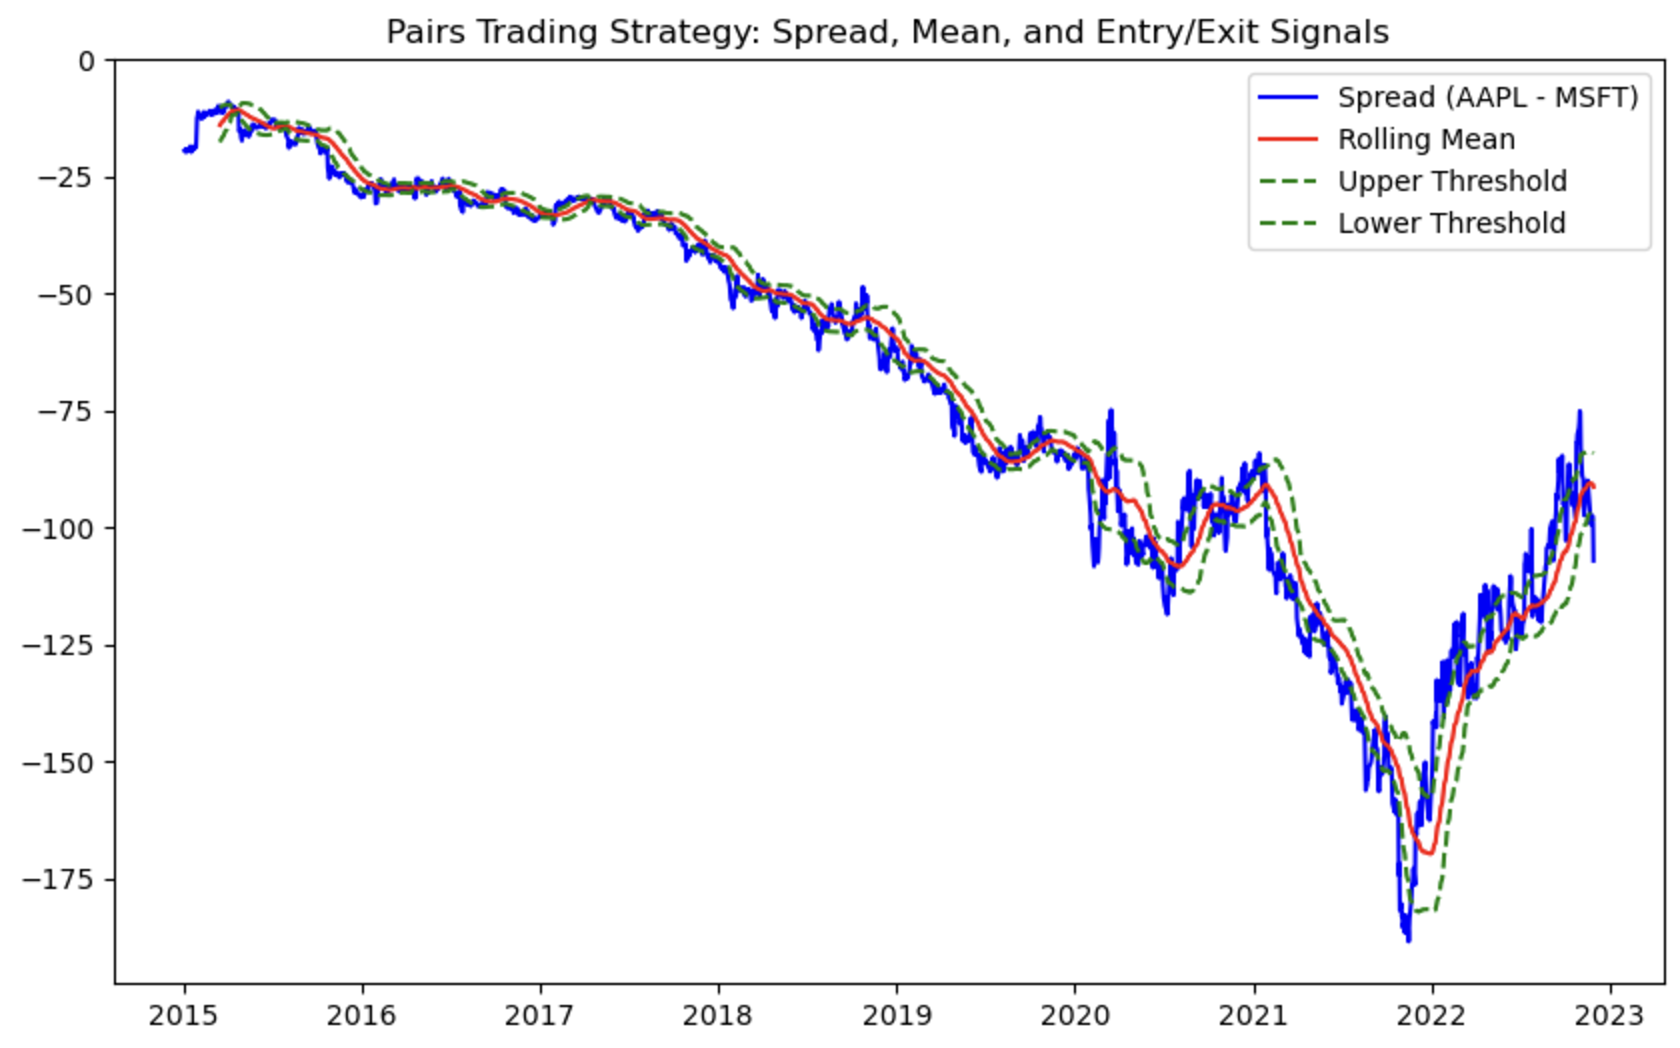 Pairs Trading Strategy: Spread, Mean, and Entry/Exit Signals
Spread (AAPL - MSFT)
Rolling Mean
Upper Threshold
Lower Threshold
0
−25
−50
−75
−100
−125
−150
−175
2015 2016 2017 2018 2019 2020 2021 2022 2023